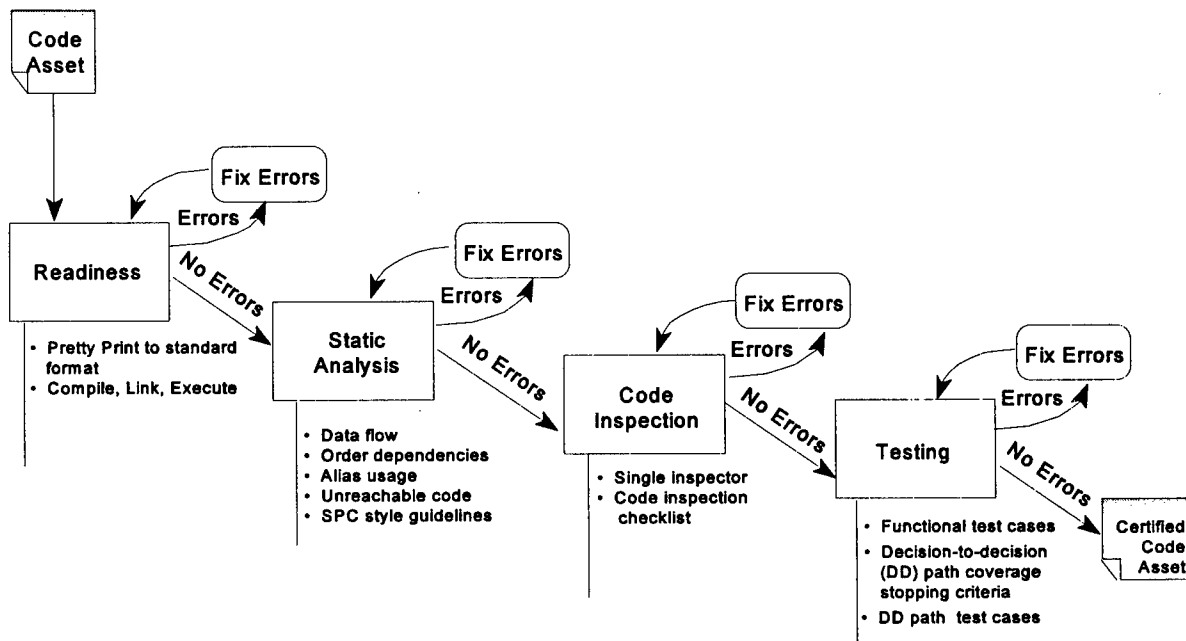 Code
Asset
Fix Errors
Errors
Readiness
No Errors
• Pretty Print to standard
format
• Compile, Link, Execute
Fix Errors
Errors
Static
Analysis
No Errors
• Data flow
• Order dependencies
• Alias usage
• Unreachable code
• SPC style guidelines
Fix Errors
Errors
Code
Inspection
No Errors
• Single inspector
• Code inspection
checklist
Fix Errors
Errors
Testing
No Errors
• Functional test cases
• Decision-to-decision
(DD) path coverage
stopping criteria
• DD path test cases
Certified
Code
Asset